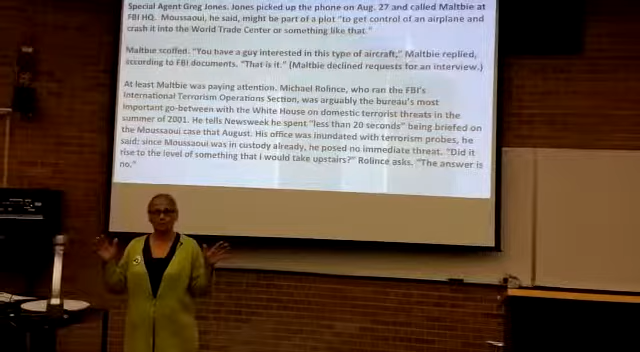 Special Agent Greg Jones. Jones picked up the phone on Aug. 27 and called Maltbie at
FBI HQ. Moussaoui, he said, might be part of a plot "to get control of an airplane and
crash it into the World Trade Center or something like that."
Maltbie scoffed. "You have a guy interested in this type of aircraft," Maltbie replied,
according to FBI documents. "That is it." (Maltbie declined requests for an interview.)
At least Maltbie was paying attention. Michael Rolince, who ran the FBI's
International Terrorism Operations Section, was arguably the bureau's most
important go-between with the White House on domestic terrorist threats in the
summer of 2001. He tells Newsweek he spent "less than 20 seconds" being briefed on
the Moussaoui case that August. His office was inundated with terrorism probes, he
said; since Moussaoui was in custody already, he posed no immediate threat. "Did it
rise to the level of something that I would take upstairs?" Rolince asks. "The answer is
no."